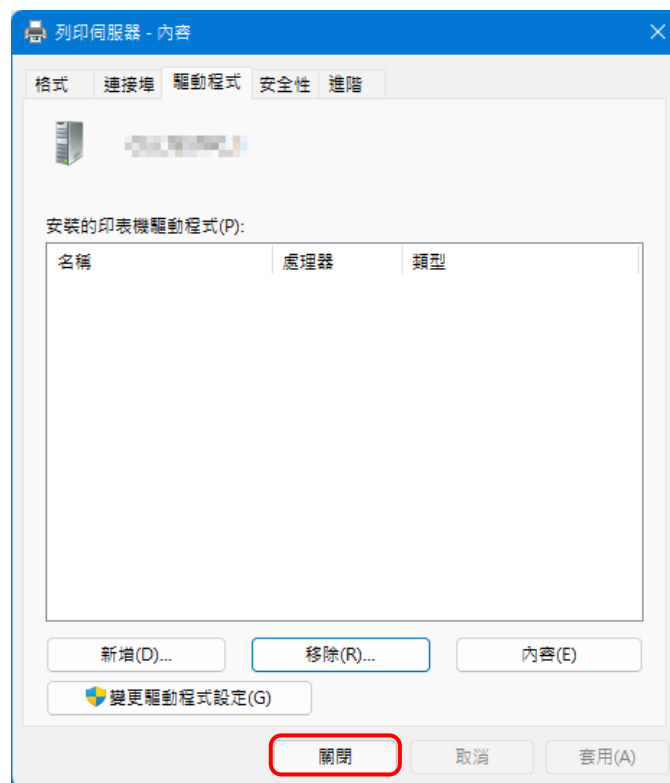 列印伺服器 - 內容
格式 連接埠 驅動程式 安全性 進階
安裝的印表機驅動程式(P):
名稱 處理器 類型
新增(D)... 移除(R)... 內容(E)
變更驅動程式設定(G)
關閉 取消 套用(A)